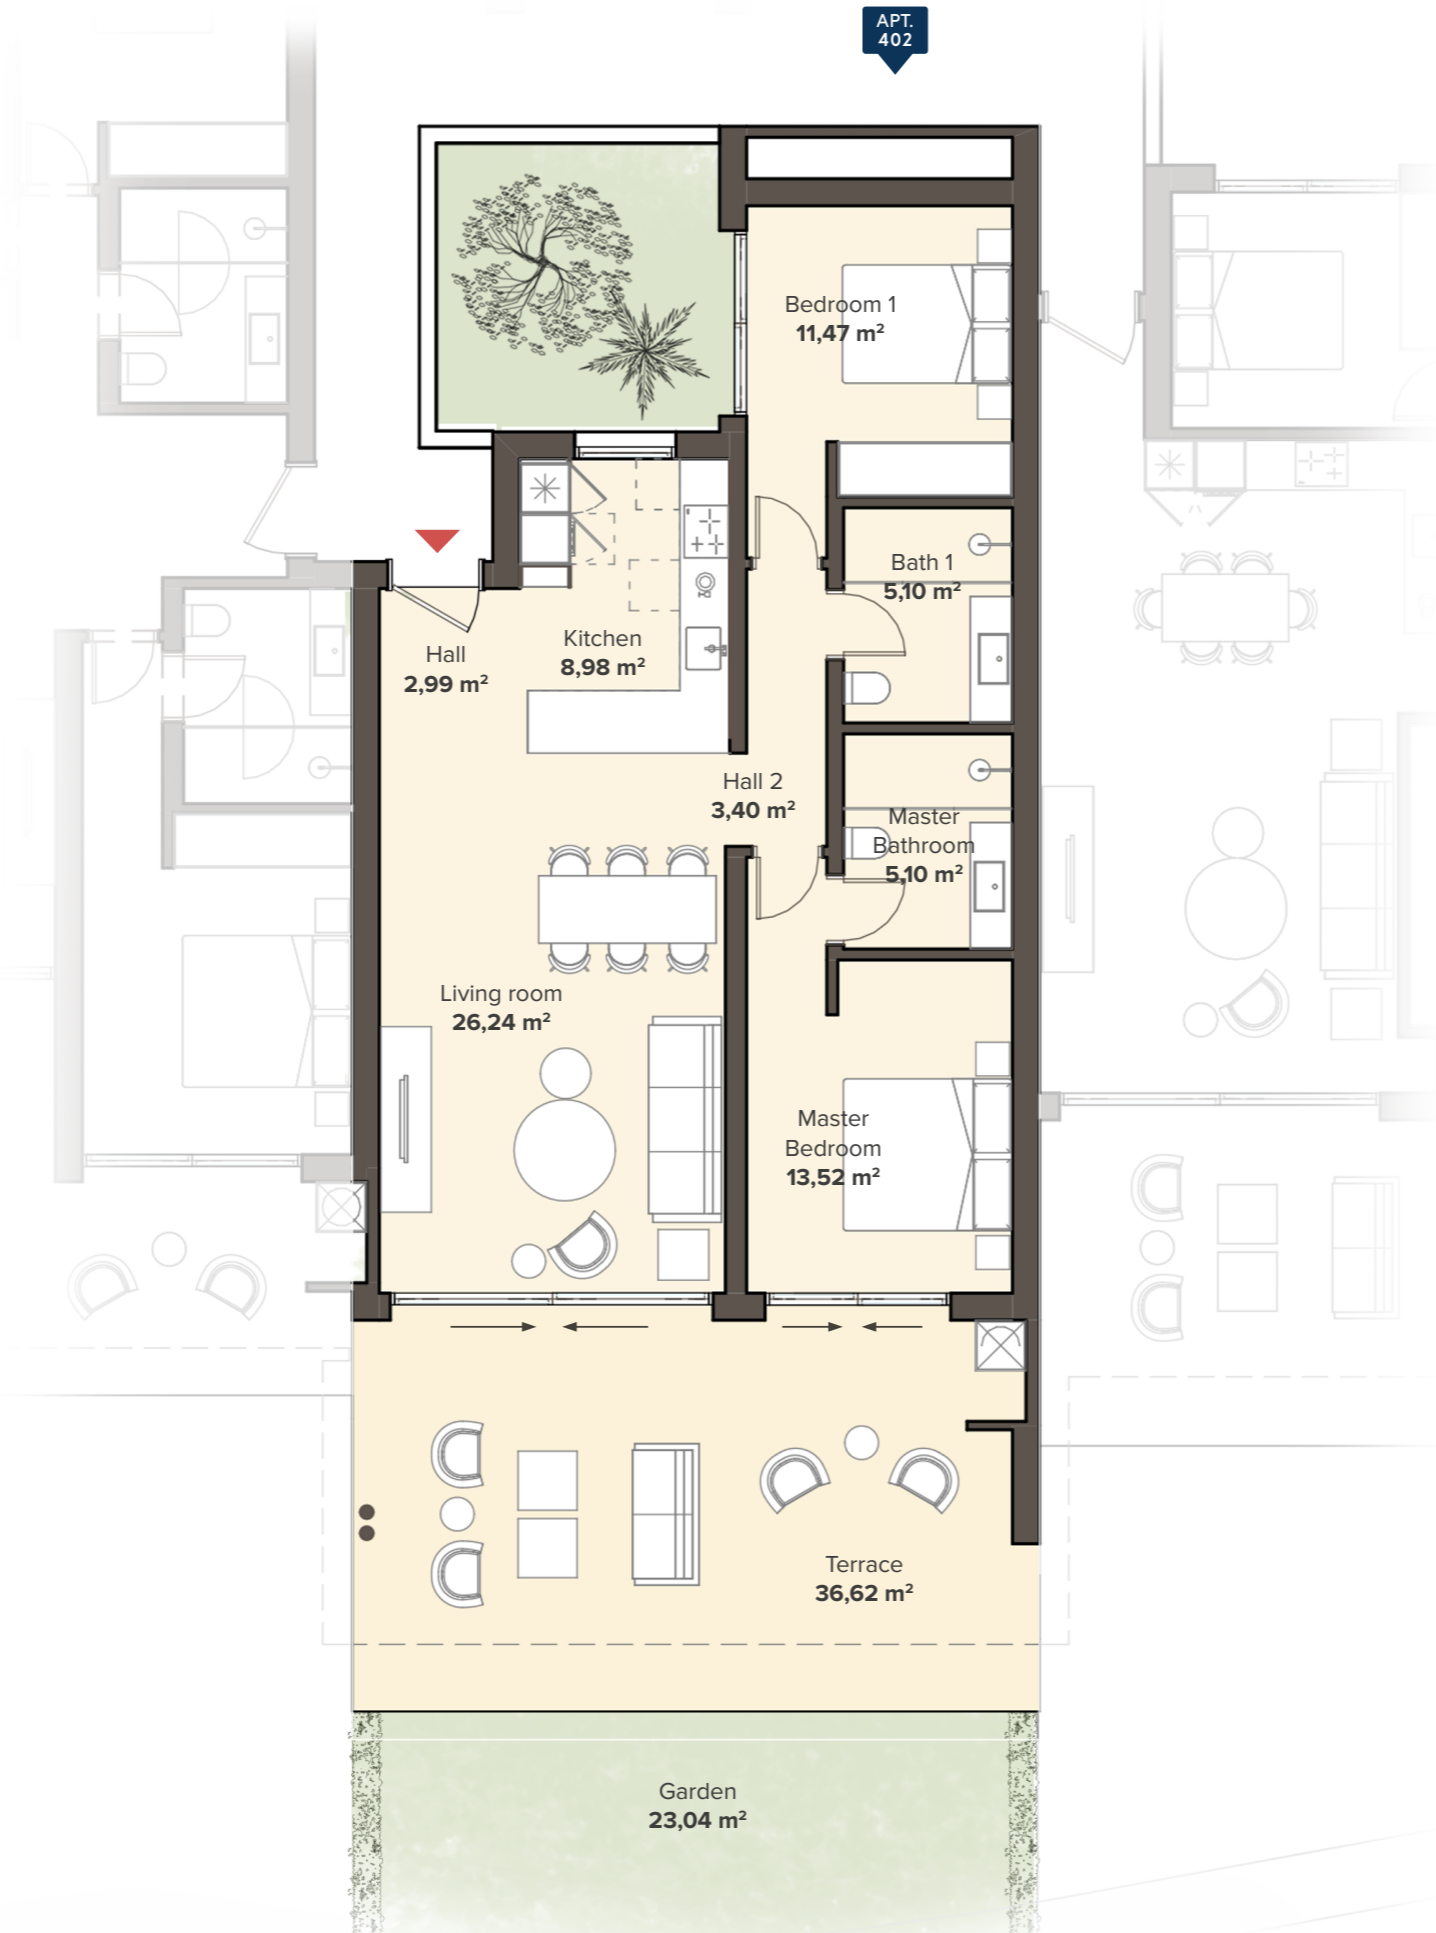 APT.
402
Bedroom 1
11,47 m²
Bath 1
5,10 m²
Kitchen
8,98 m²
Hall
2,99 m²
Hall 2
3,40 m²
Master
Bathroom
5,10 m²
Living room
26,24 m²
Master
Bedroom
13,52 m²
Terrace
36,62 m²
Garden
23,04 m²